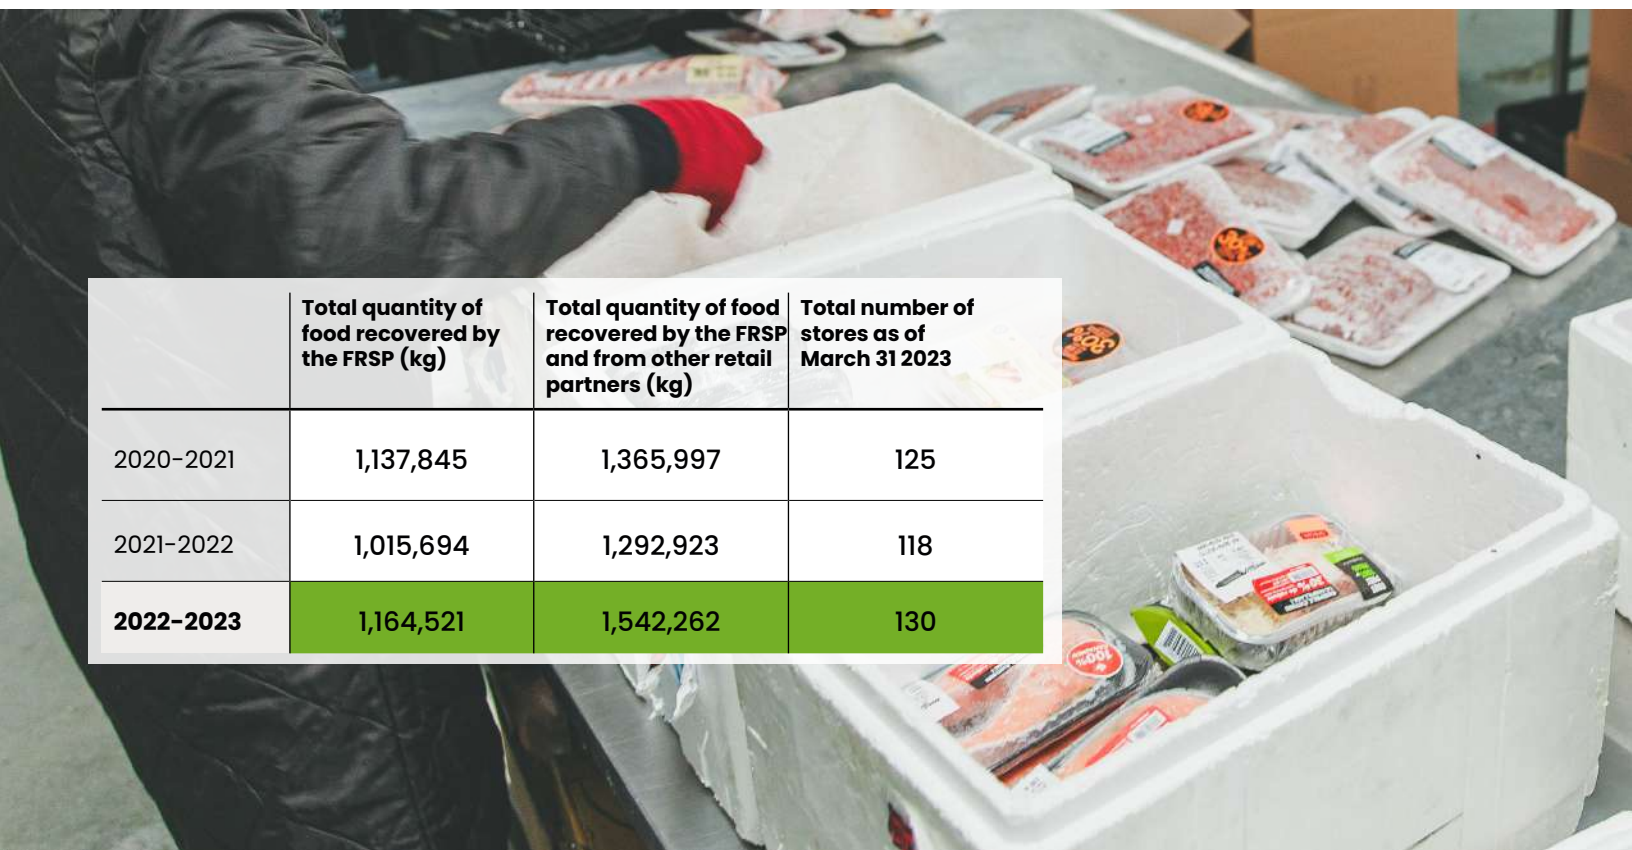 Total quantity of
food recovered by
the FRSP (kg)
Total quantity of food
recovered by the FRSP
and from other retail
partners (kg)
Total number of
stores as of
March 31 2023
2020-2021
1,137,845
1,365,997
125
2021-2022
1,015,694
1,292,923
118
2022-2023
1,164,521
1,542,262
130
30%
100%
30%